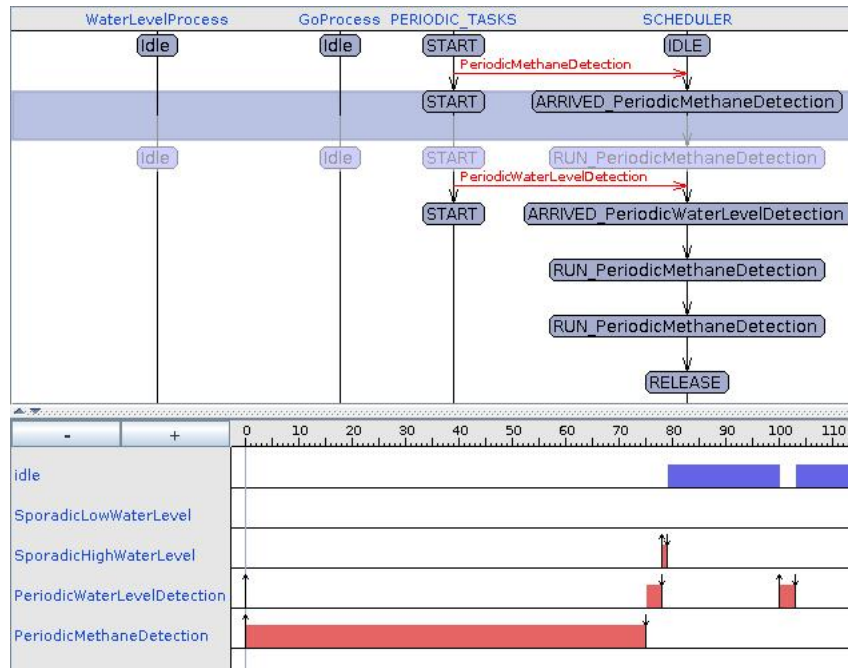 WaterLevelProcess GoProcess PERIODIC_TASKS SCHEDULER
Idle Idle START IDLE
PeriodicMethaneDetection
START ARRIVED_PeriodicMethaneDetection
Idle Idle START RUN_PeriodicMethaneDetection
PeriodicWaterLevelDetection
START ARRIVED_PeriodicWaterLevelDetection
RUN_PeriodicMethaneDetection
RUN_PeriodicMethaneDetection
RELEASE
- + 0 10 20 30 40 50 60 70 80 90 100 110
idle
SporadicLowWaterLevel
SporadicHighWaterLevel
PeriodicWaterLevelDetection
PeriodicMethaneDetection